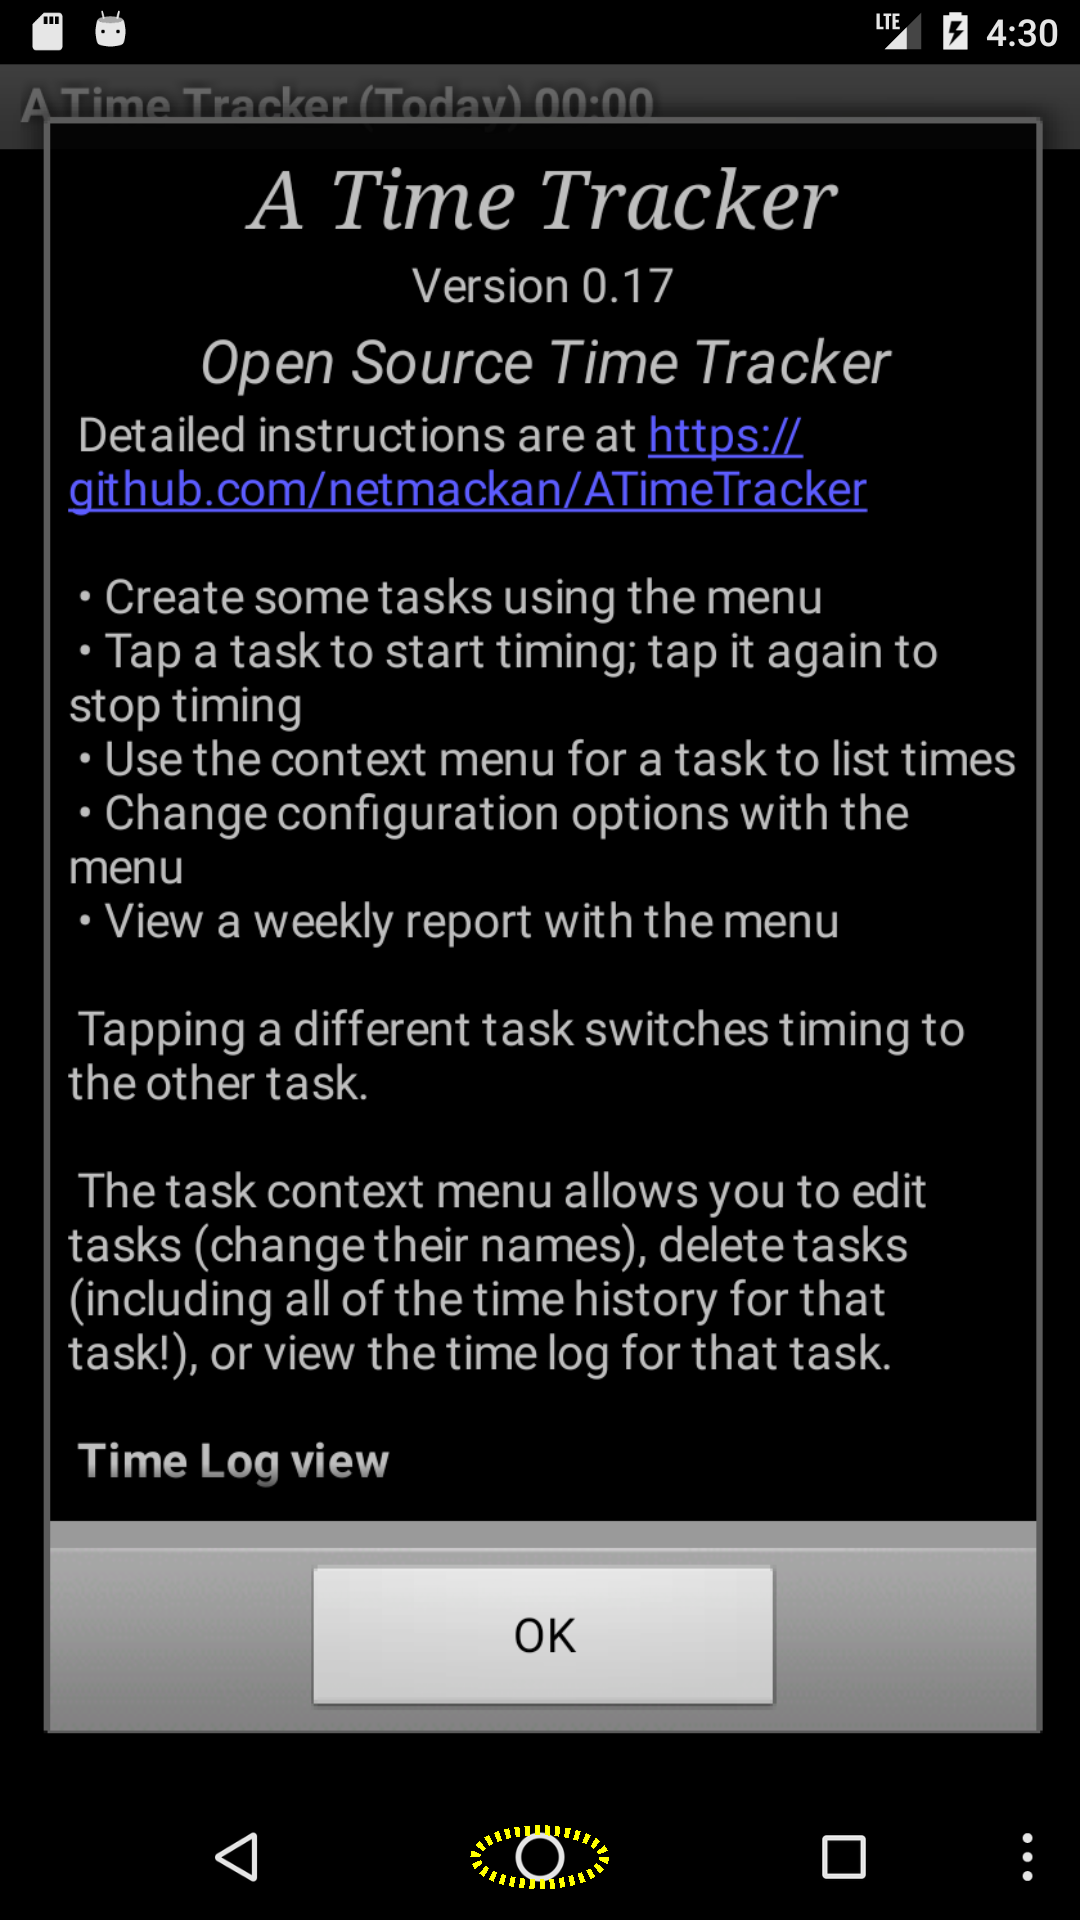 LTE 4:30
A Time Tracker (Today) 00:00
A Time Tracker
Version 0.17
Open Source Time Tracker
Detailed instructions are at https://
github.com/netmackan/ATimeTracker
• Create some tasks using the menu
• Tap a task to start timing; tap it again to
stop timing
• Use the context menu for a task to list times
• Change configuration options with the
menu
• View a weekly report with the menu
Tapping a different task switches timing to
the other task.
The task context menu allows you to edit
tasks (change their names), delete tasks
(including all of the time history for that
task!), or view the time log for that task.
Time Log view
OK